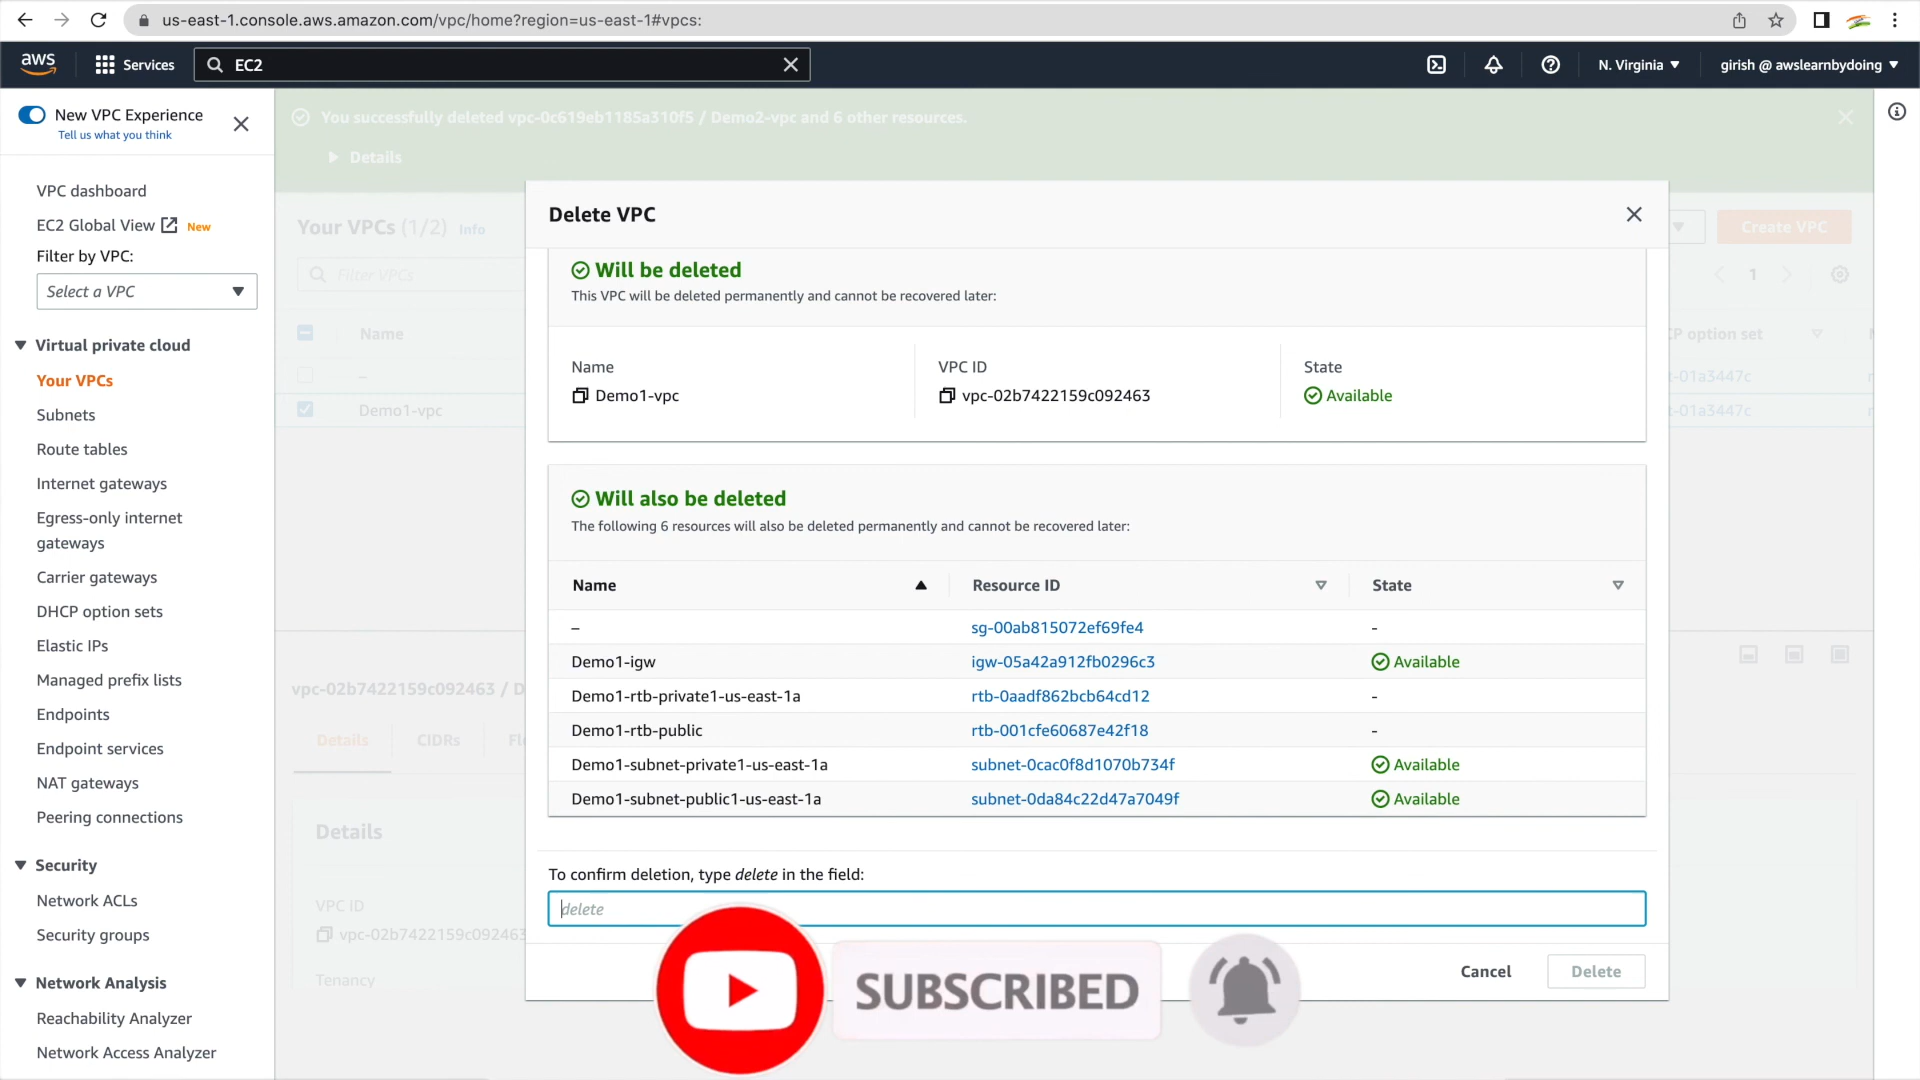 us-east-1.console.aws.amazon.com/vpc/home?region=us-east-1#vpcs:
aws
Services
EC2
N. Virginia
girish @ awslearnbydoing
New VPC Experience
Tell us what you think
You successfully deleted vpc-0c619eb1185a310f5 / Demo2-vpc and 6 other resources.
Details
VPC dashboard
EC2 Global View New
Filter by VPC:
Select a VPC
Virtual private cloud
Your VPCs
Subnets
Route tables
Internet gateways
Egress-only internet
gateways
Carrier gateways
DHCP option sets
Elastic IPs
Managed prefix lists
Endpoints
Endpoint services
NAT gateways
Peering connections
Security
Network ACLs
Security groups
Network Analysis
Reachability Analyzer
Network Access Analyzer
Your VPCs (1/2) Info
Create VPC
Filter VPCs
1
Name
P option set
–
t-01a3447c
Demo1-vpc
t-01a3447c
vpc-02b7422159c092463 / D
Details
CIDRs
Fl
Details
VPC ID
vpc-02b7422159c092463
Tenancy
Delete VPC
Will be deleted
This VPC will be deleted permanently and cannot be recovered later:
Name
VPC ID
State
Demo1-vpc
vpc-02b7422159c092463
Available
Will also be deleted
The following 6 resources will also be deleted permanently and cannot be recovered later:
Name
Resource ID
State
– sg-00ab815072ef69fe4 -
Demo1-igw igw-05a42a912fb0296c3 Available
Demo1-rtb-private1-us-east-1a rtb-0aadf862bcb64cd12 -
Demo1-rtb-public rtb-001cfe60687e42f18 -
Demo1-subnet-private1-us-east-1a subnet-0cac0f8d1070b734f Available
Demo1-subnet-public1-us-east-1a subnet-0da84c22d47a7049f Available
To confirm deletion, type delete in the field:
delete
Cancel
Delete
SUBSCRIBED